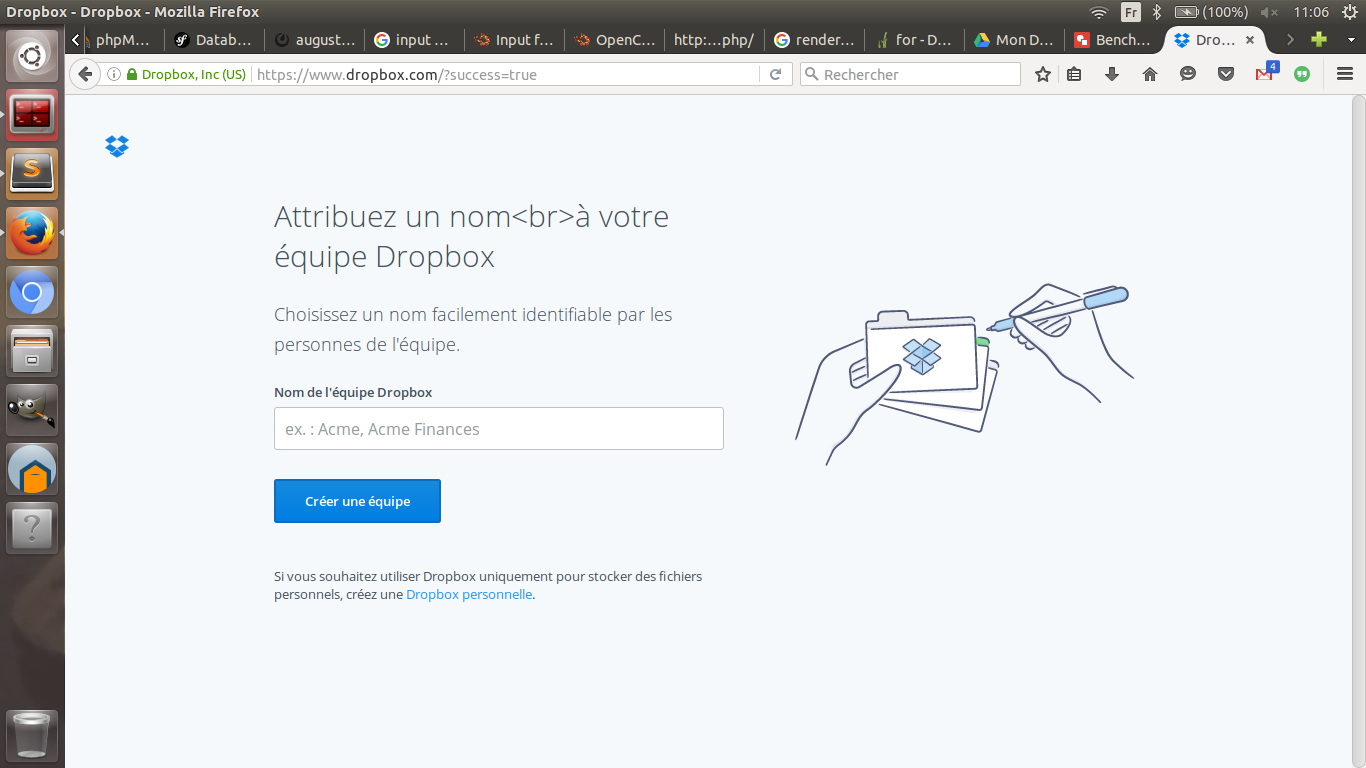 Dropbox - Dropbox - Mozilla Firefox
Fr (100%) 11:06
phpM... Datab... august... input ... Input f... OpenC... http:...php/ render... for - D... Mon D... Bench... Dro...
Dropbox, Inc (US) https://www.dropbox.com/?success=true Rechercher 4
Attribuez un nom<br>à votre
équipe Dropbox
Choisissez un nom facilement identifiable par les
personnes de l'équipe.
Nom de l'équipe Dropbox
ex. : Acme, Acme Finances
Créer une équipe
Si vous souhaitez utiliser Dropbox uniquement pour stocker des fichiers
personnels, créez une Dropbox personnelle.